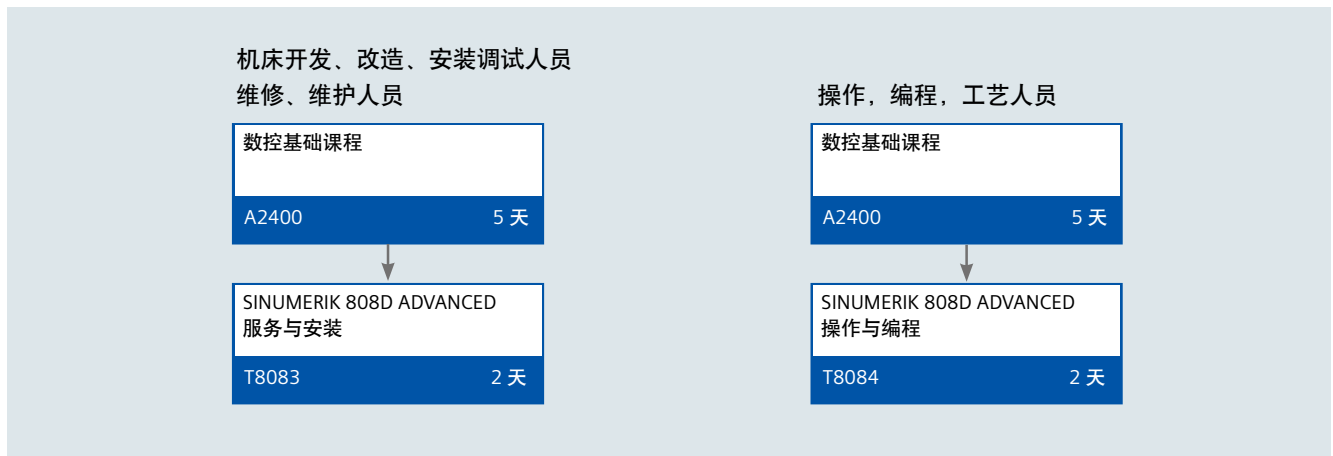 机床开发、改造、安装调试人员
维修、维护人员
数控基础课程
A2400 5 天
SINUMERIK 808D ADVANCED
服务与安装
T8083 2 天
操作，编程，工艺人员
数控基础课程
A2400 5 天
SINUMERIK 808D ADVANCED
操作与编程
T8084 2 天